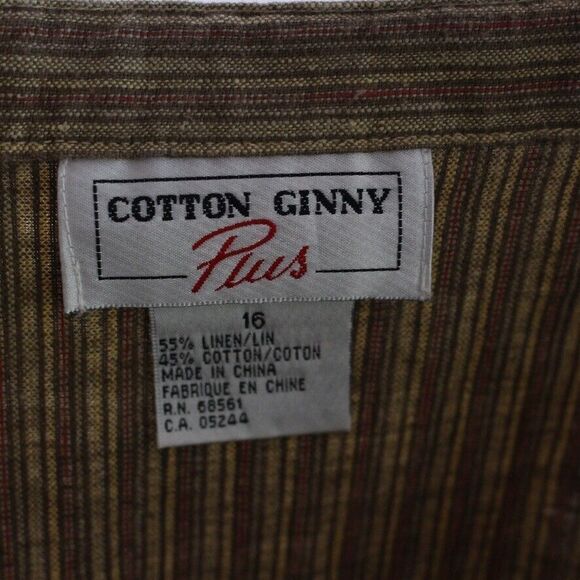 COTTON GINNY
Plus
16
55% LINEN/LIN
45% COTTON/COTON
MADE IN CHINA
FABRIQUE EN CHINE
R.N. 68561
C.A. 05244